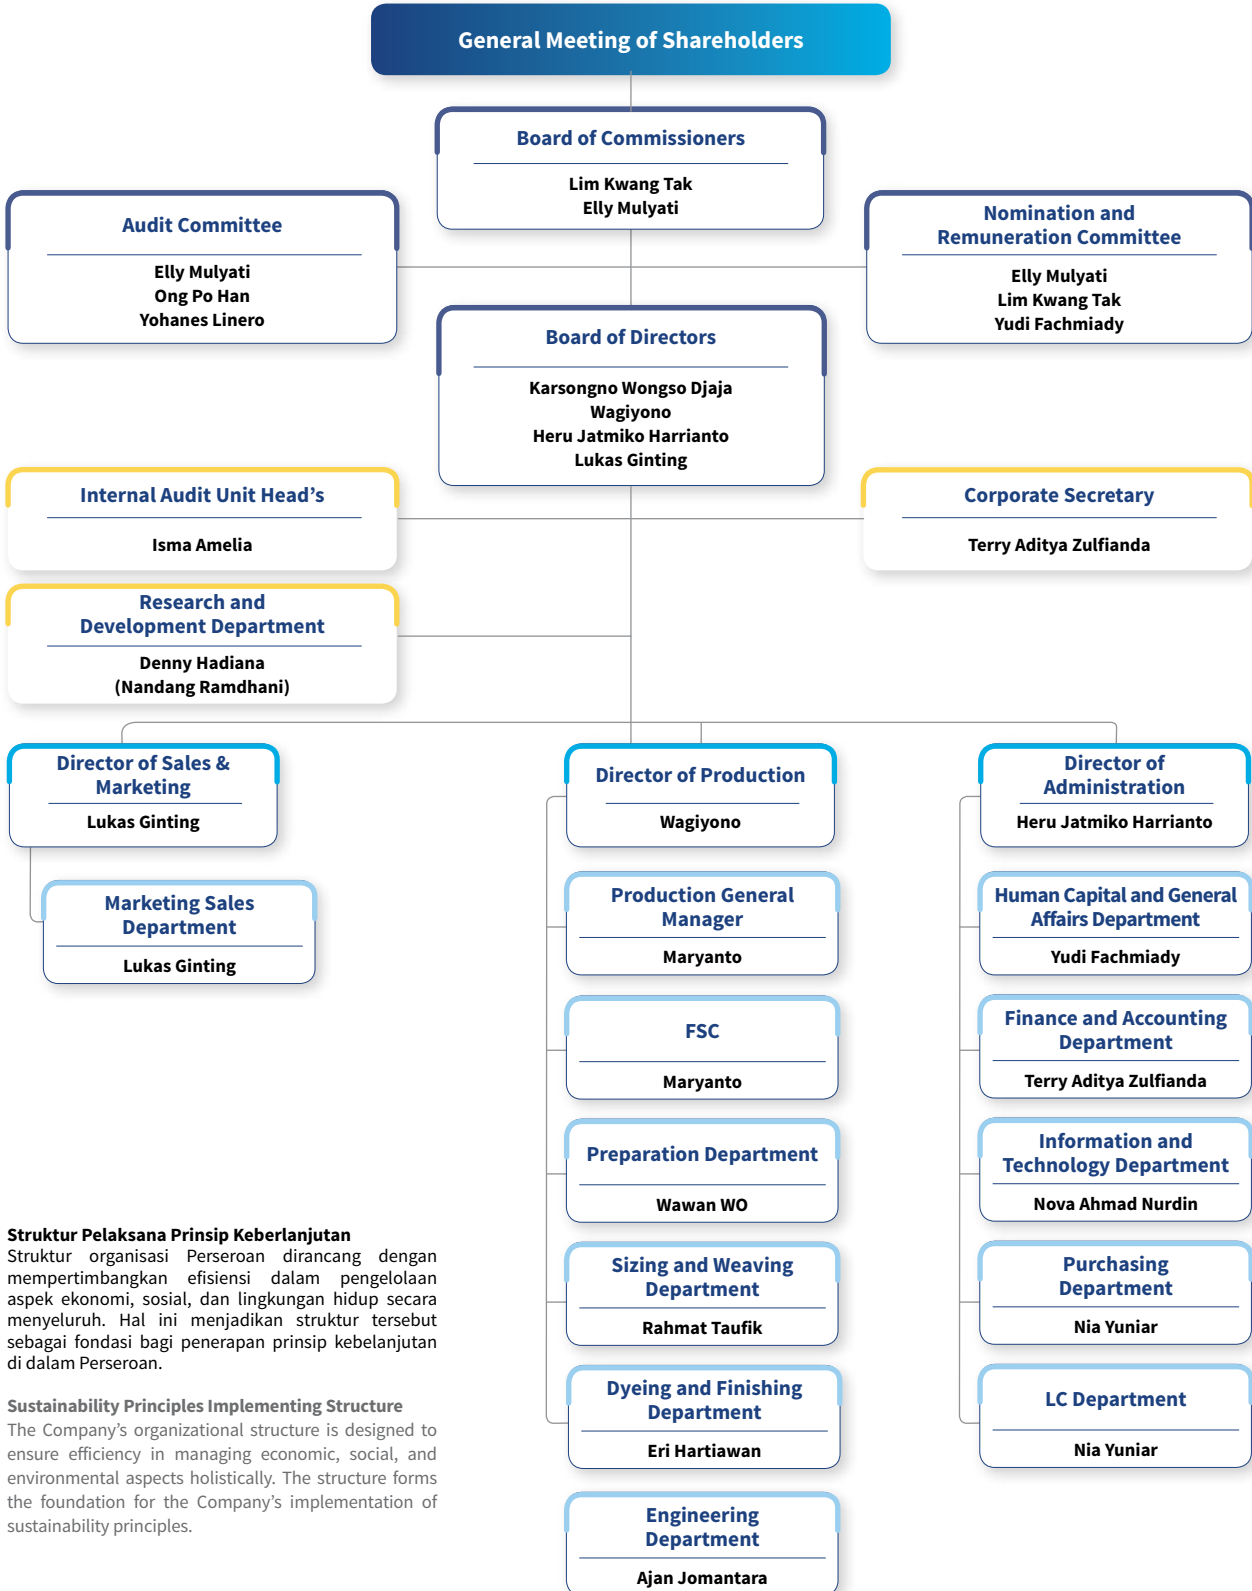 General Meeting of Shareholders
Board of Commissioners
Lim Kwang Tak
Elly Mulyati
Audit Committee
Elly Mulyati
Ong Po Han
Yohanes Linero
Nomination and
Remuneration Committee
Elly Mulyati
Lim Kwang Tak
Yudi Fachmiady
Board of Directors
Karsongno Wongso Djaja
Wagiyono
Heru Jatmiko Harrianto
Lukas Ginting
Internal Audit Unit Head's
Isma Amelia
Corporate Secretary
Terry Aditya Zulfianda
Research and
Development Department
Denny Hadiana
(Nandang Ramdhani)
Director of Sales &
Marketing
Lukas Ginting
Marketing Sales
Department
Lukas Ginting
Director of Production
Wagiyono
Production General
Manager
Maryanto
FSC
Maryanto
Preparation Department
Wawan WO
Sizing and Weaving
Department
Rahmat Taufik
Dyeing and Finishing
Department
Eri Hartiawan
Engineering
Department
Ajan Jomantara
Director of
Administration
Heru Jatmiko Harrianto
Human Capital and General
Affairs Department
Yudi Fachmiady
Finance and Accounting
Department
Terry Aditya Zulfianda
Information and
Technology Department
Nova Ahmad Nurdin
Purchasing
Department
Nia Yuniar
LC Department
Nia Yuniar
Struktur Pelaksana Prinsip Keberlanjutan
Struktur organisasi Perseroan dirancang dengan
mempertimbangkan efisiensi dalam pengelolaan
aspek ekonomi, sosial, dan lingkungan hidup secara
menyeluruh. Hal ini menjadikan struktur tersebut
sebagai fondasi bagi penerapan prinsip kebelanjutan
di dalam Perseroan.
Sustainability Principles Implementing Structure
The Company's organizational structure is designed to
ensure efficiency in managing economic, social, and
environmental aspects holistically. The structure forms
the foundation for the Company's implementation of
sustainability principles.